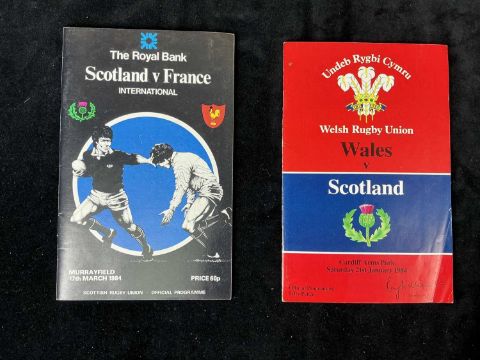 The Royal Bank
Scotland v France
INTERNATIONAL
MURRAYFIELD
17th MARCH 1984
PRICE 60p
SCOTTISH RUGBY UNION OFFICIAL PROGRAMME
Undeb Rygbi Cymru
Welsh Rugby Union
Wales
v
Scotland
Cardiff Arms Park
Saturday 21st January 1984